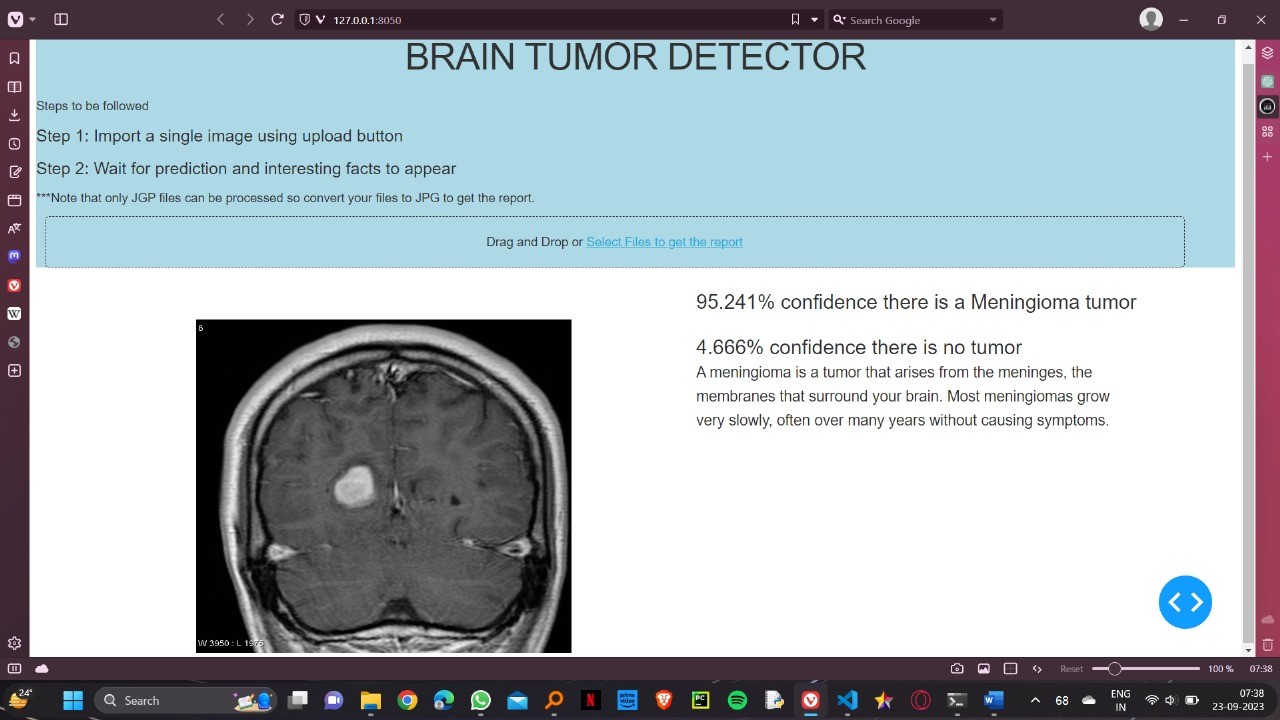 127.0.0.1:8050
Search Google
BRAIN TUMOR DETECTOR
Steps to be followed
Step 1: Import a single image using upload button
Step 2: Wait for prediction and interesting facts to appear
***Note that only JGP files can be processed so convert your files to JPG to get the report.
Drag and Drop or Select Files to get the report
95.241% confidence there is a Meningioma tumor
4.666% confidence there is no tumor
A meningioma is a tumor that arises from the meninges, the
membranes that surround your brain. Most meningiomas grow
very slowly, often over many years without causing symptoms.
W 3950 : L 1975
Reset
100 %
07:38
24°
Search
ENG
IN
07:38
23-09-2023